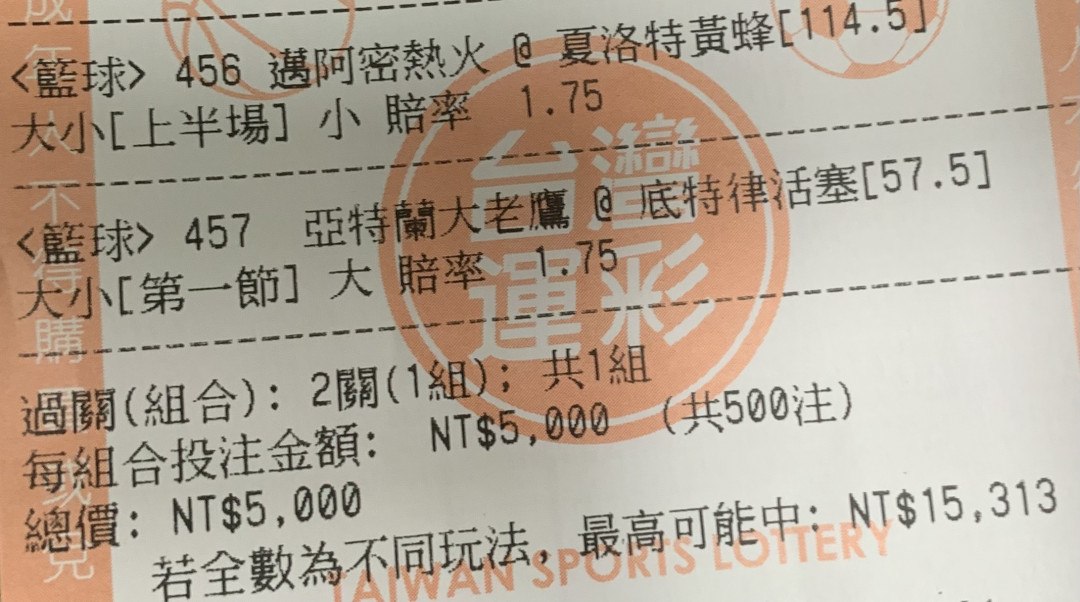 <籃球> 456 邁阿密熱火 @ 夏洛特黃蜂[114.5]
大小[上半場] 小 賠率 1.75
<籃球> 457 亞特蘭大老鷹 @ 底特律活塞[57.5]
大小[第一節] 大 賠率 1.75
過關(組合): 2關(1組); 共1組
每組合投注金額: NT$5,000 (共500注)
總價: NT$5,000
若全數為不同玩法, 最高可能中: NT$15,313
台灣
運彩
TAIWAN SPORTS LOTTERY